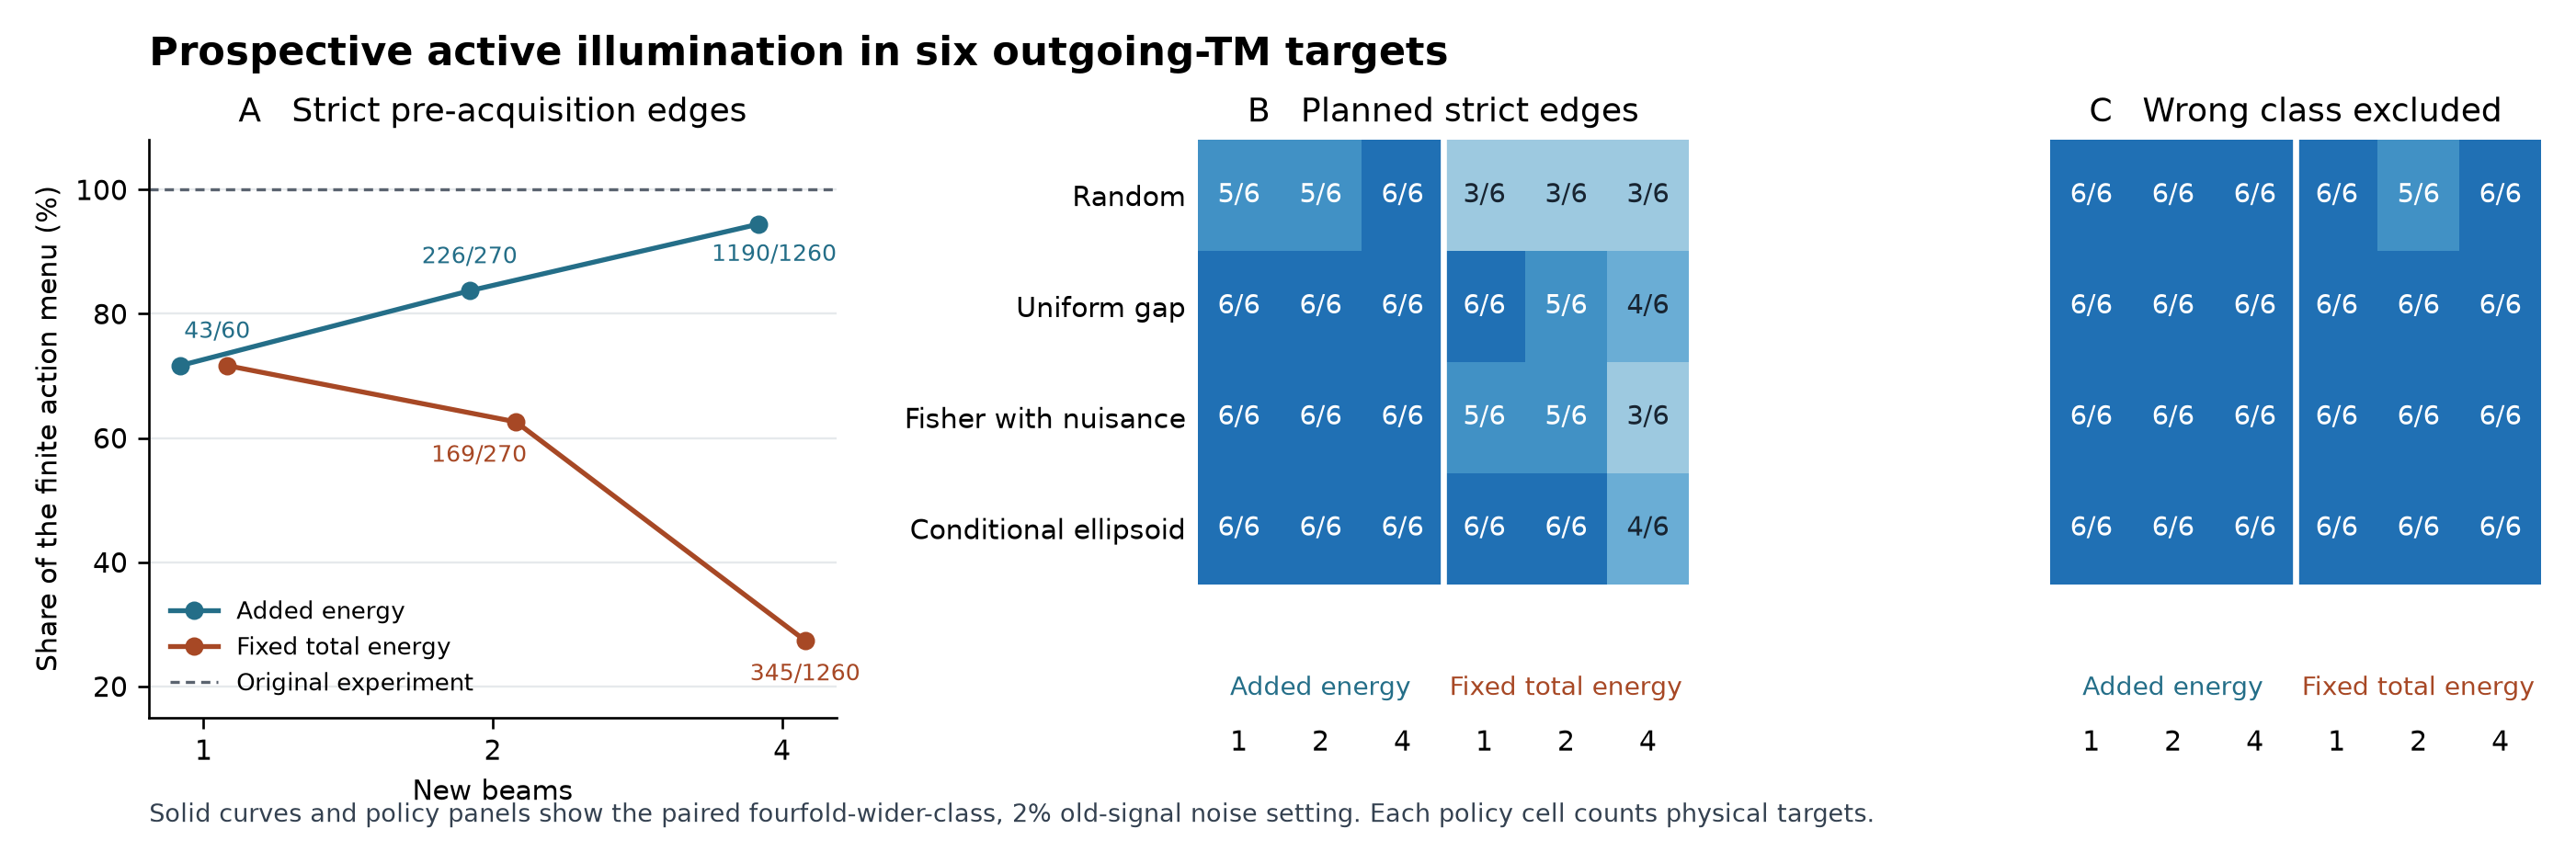 Prospective active illumination in six outgoing-TM targets
A Strict pre-acquisition edges
Share of the finite action menu (%)
100
80
60
40
20
43/60
226/270
1190/1260
169/270
345/1260
Added energy
Fixed total energy
Original experiment
1 2 4
New beams
B Planned strict edges
Random 5/6 5/6 6/6 3/6 3/6 3/6
Uniform gap 6/6 6/6 6/6 6/6 5/6 4/6
Fisher with nuisance 6/6 6/6 6/6 5/6 5/6 3/6
Conditional ellipsoid 6/6 6/6 6/6 6/6 6/6 4/6
Added energy Fixed total energy
1 2 4 1 2 4
C Wrong class excluded
6/6 6/6 6/6 6/6 5/6 6/6
6/6 6/6 6/6 6/6 6/6 6/6
6/6 6/6 6/6 6/6 6/6 6/6
6/6 6/6 6/6 6/6 6/6 6/6
Added energy Fixed total energy
1 2 4 1 2 4
Solid curves and policy panels show the paired fourfold-wider-class, 2% old-signal noise setting. Each policy cell counts physical targets.